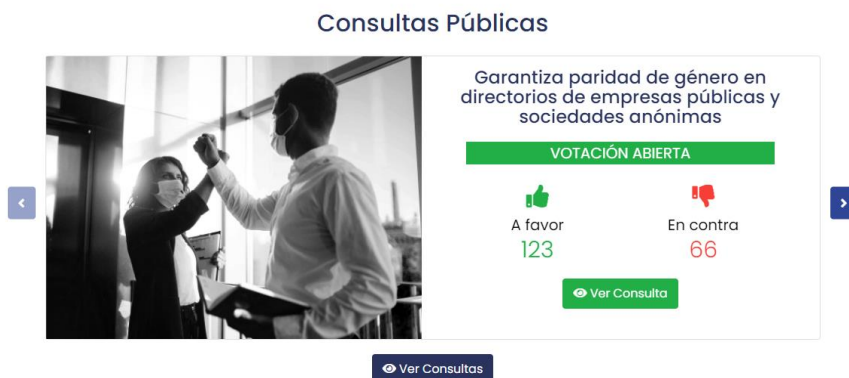 Consultas Públicas
Garantiza paridad de género en
directorios de empresas públicas y
sociedades anónimas
VOTACIÓN ABIERTA
A favor
123
En contra
66
Ver Consulta
Ver Consultas